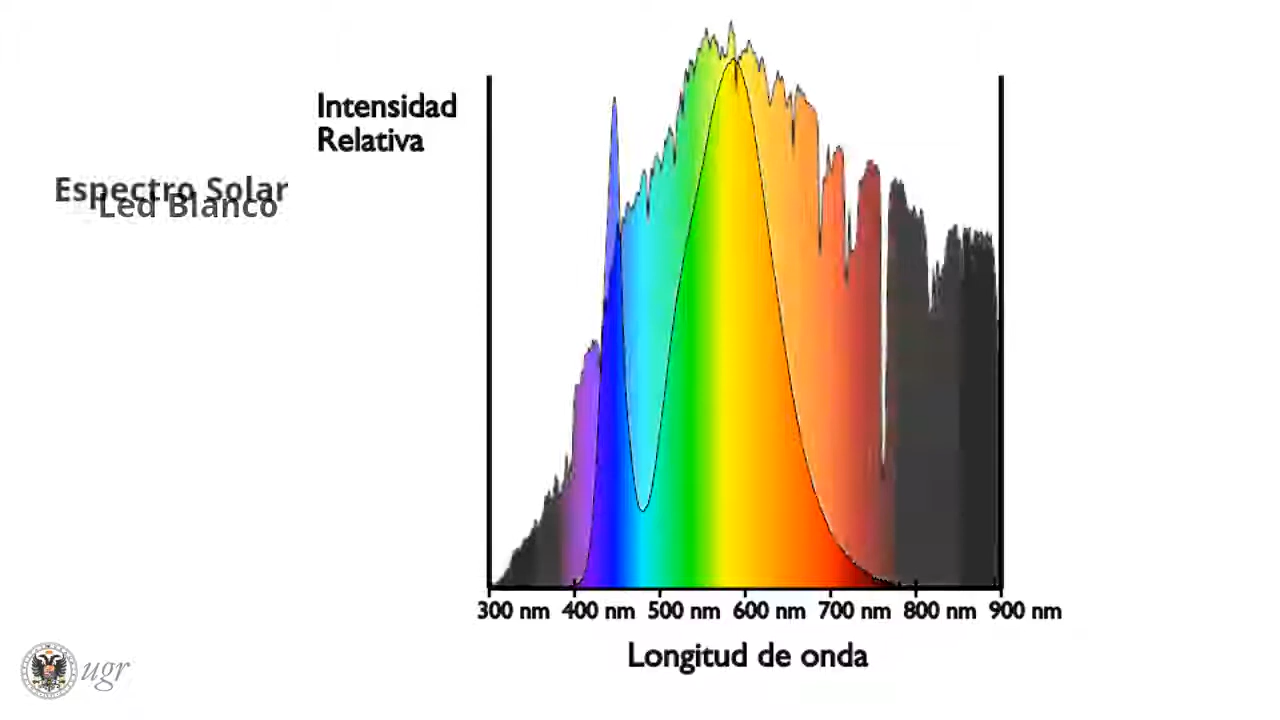 Intensidad
Relativa
Espectro Solar
Led Blanco
300 nm 400 nm 500 nm 600 nm 700 nm 800 nm 900 nm
Longitud de onda
ugr